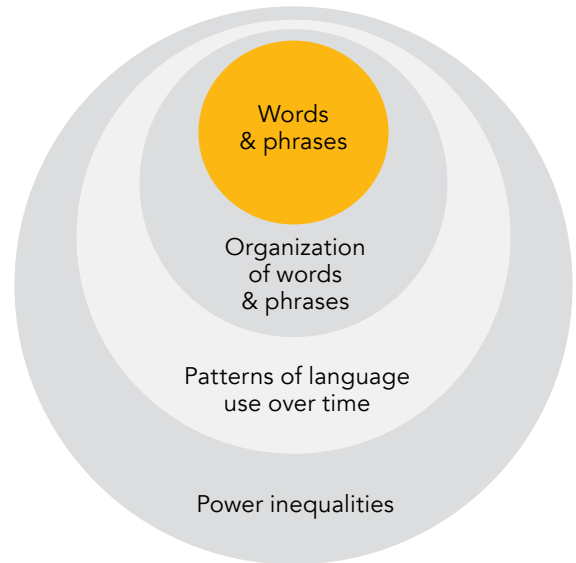 Words
& phrases
Organization
of words
& phrases
Patterns of language
use over time
Power inequalities